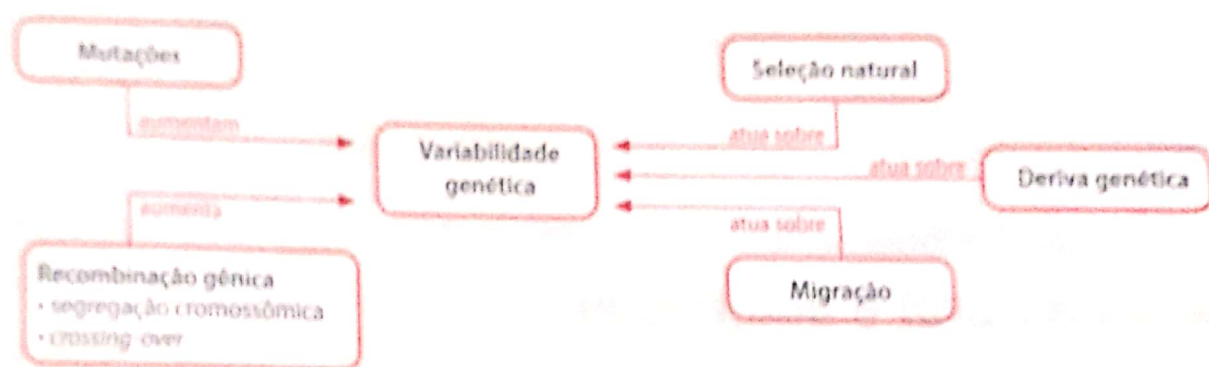 Mutações
aumentam
Variabilidade
genética
aumenta
Recombinação gênica
• segregação cromossômica
• crossing-over
Seleção natural
atua sobre
atua sobre
Deriva genética
atua sobre
Migração